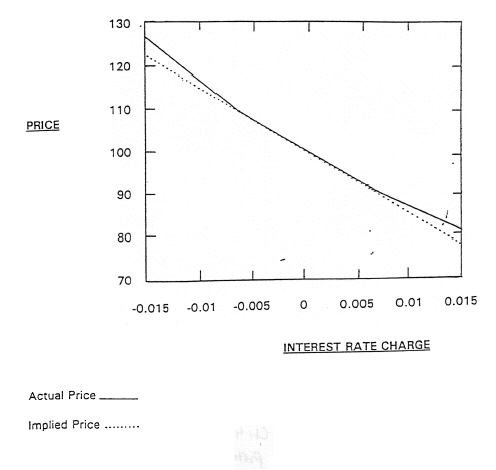 130
120
110
PRICE
100
90
80
70
-0.015 -0.01 -0.005 0 0.005 0.01 0.015
INTEREST RATE CHARGE
Actual Price
Implied Price .........